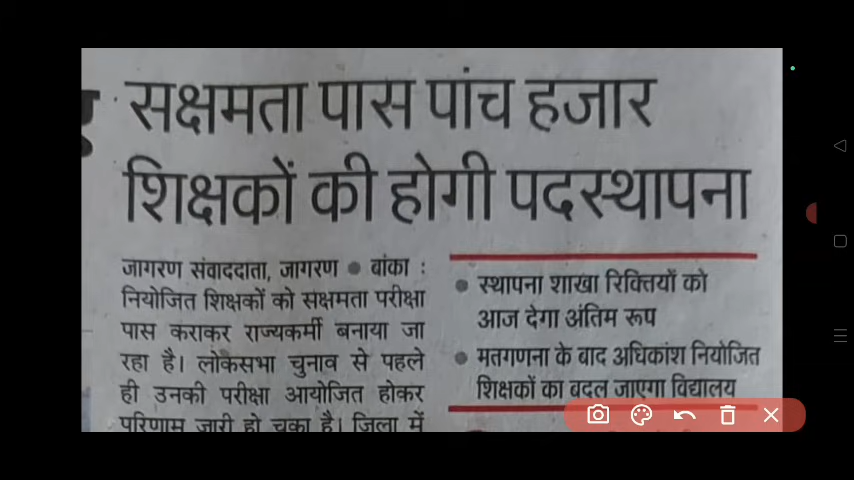 सक्षमता पास पांच हजार
शिक्षकों की होगी पदस्थापना
जागरण संवाददाता, जागरण ● बांका :
नियोजित शिक्षकों को सक्षमता परीक्षा
पास कराकर राज्यकर्मी बनाया जा
रहा है। लोकसभा चुनाव से पहले
ही उनकी परीक्षा आयोजित होकर
परिणाम जारी हो चुका है। जिला में
● स्थापना शाखा रिक्तियों को
आज देगा अंतिम रूप
● मतगणना के बाद अधिकांश नियोजित
शिक्षकों का बदल जाएगा विद्यालय